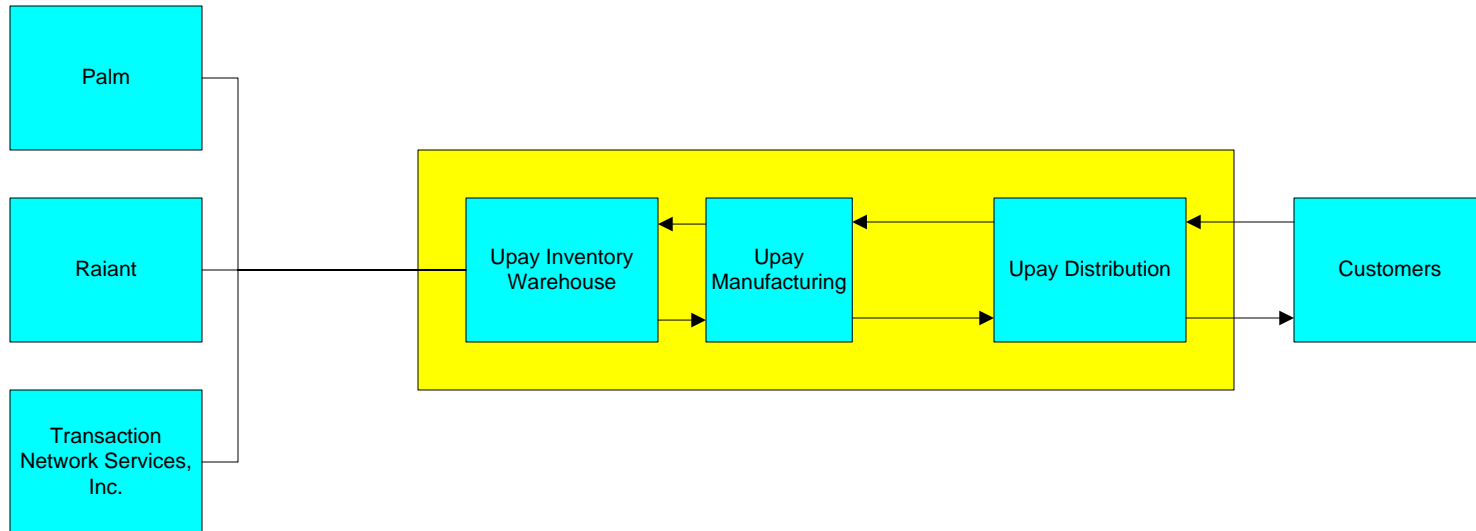 Palm
Raiant
Transaction
Network Services,
Inc.
Upay Inventory
Warehouse
Upay
Manufacturing
Upay Distribution
Customers